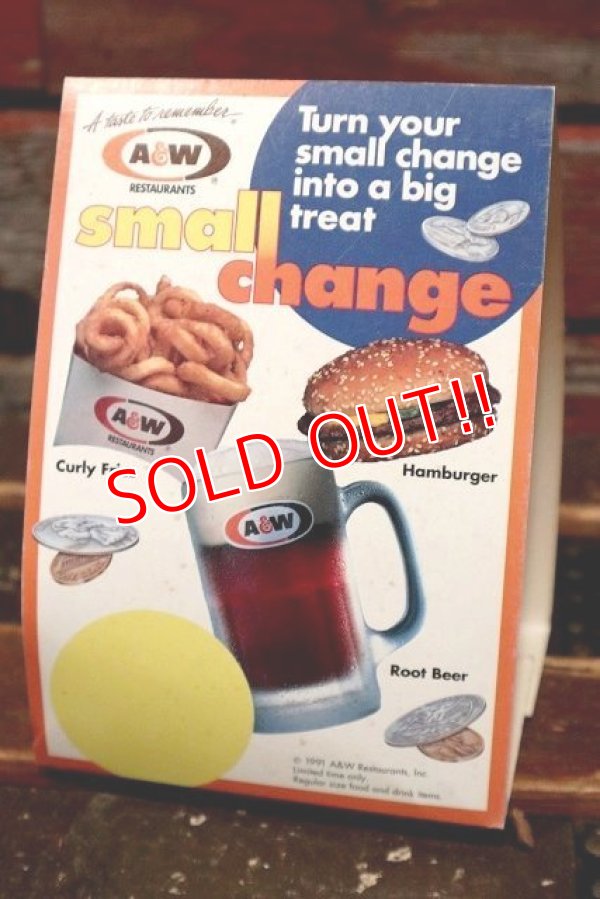 A taste to remember
A&W
RESTAURANTS
Turn your
small change
into a big
treat
small
change
A&W
RESTAURANTS
Curly
Hamburger
SOLD OUT!!
A&W
Root Beer
© 1991 A&W Restaurants, Inc.
Limited time only.
Regular size food and drink items.